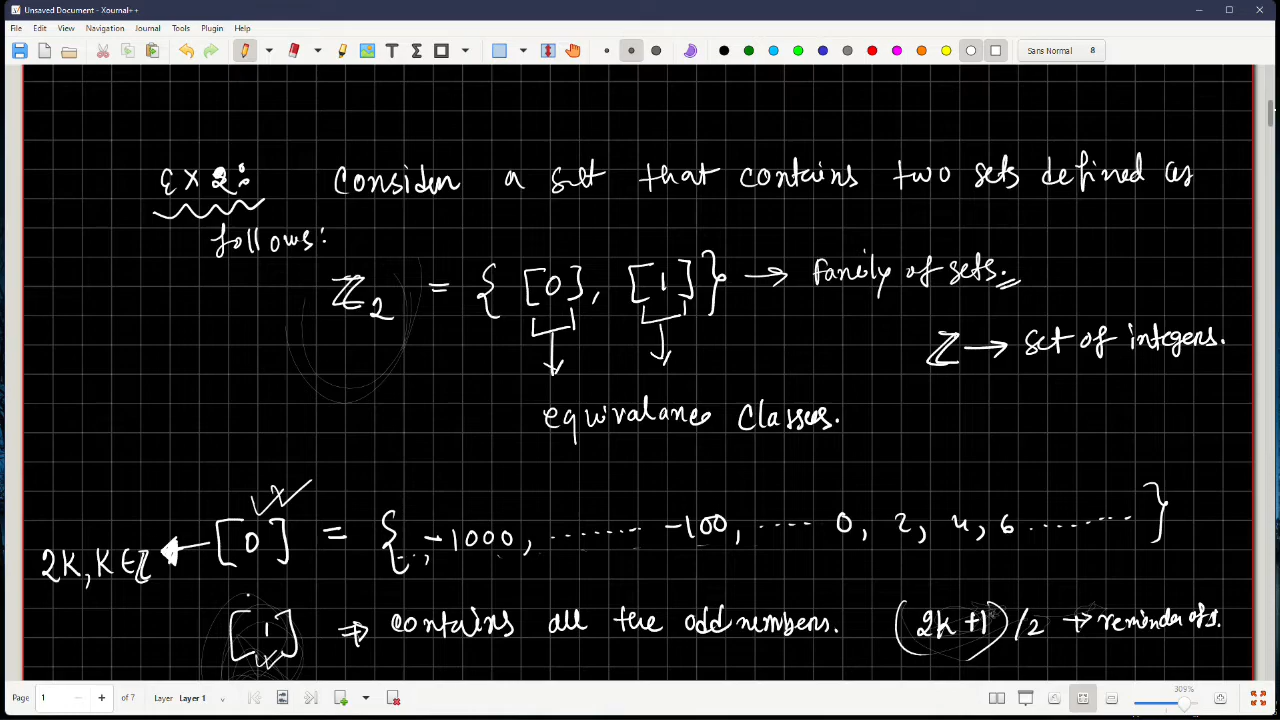 Unsaved Document - Xournal++
File Edit View Navigation Journal Tools Plugin Help
Sans Normal 8
Ex 2: Consider a set that contains two sets defined as
follows:
ℤ₂ = { [0], [1] } → family of sets.
ℤ → set of integers.
equivalance classes.
2K, K ∈ ℤ ← [0] = { .., -1000, ........ -100, ..... 0, 2, 4, 6 ........ }
[1] ⇒ contains all the odd numbers. (2k+1)/2 → reminder of 1.
Page 1 of 7 Layer Layer 1 309%